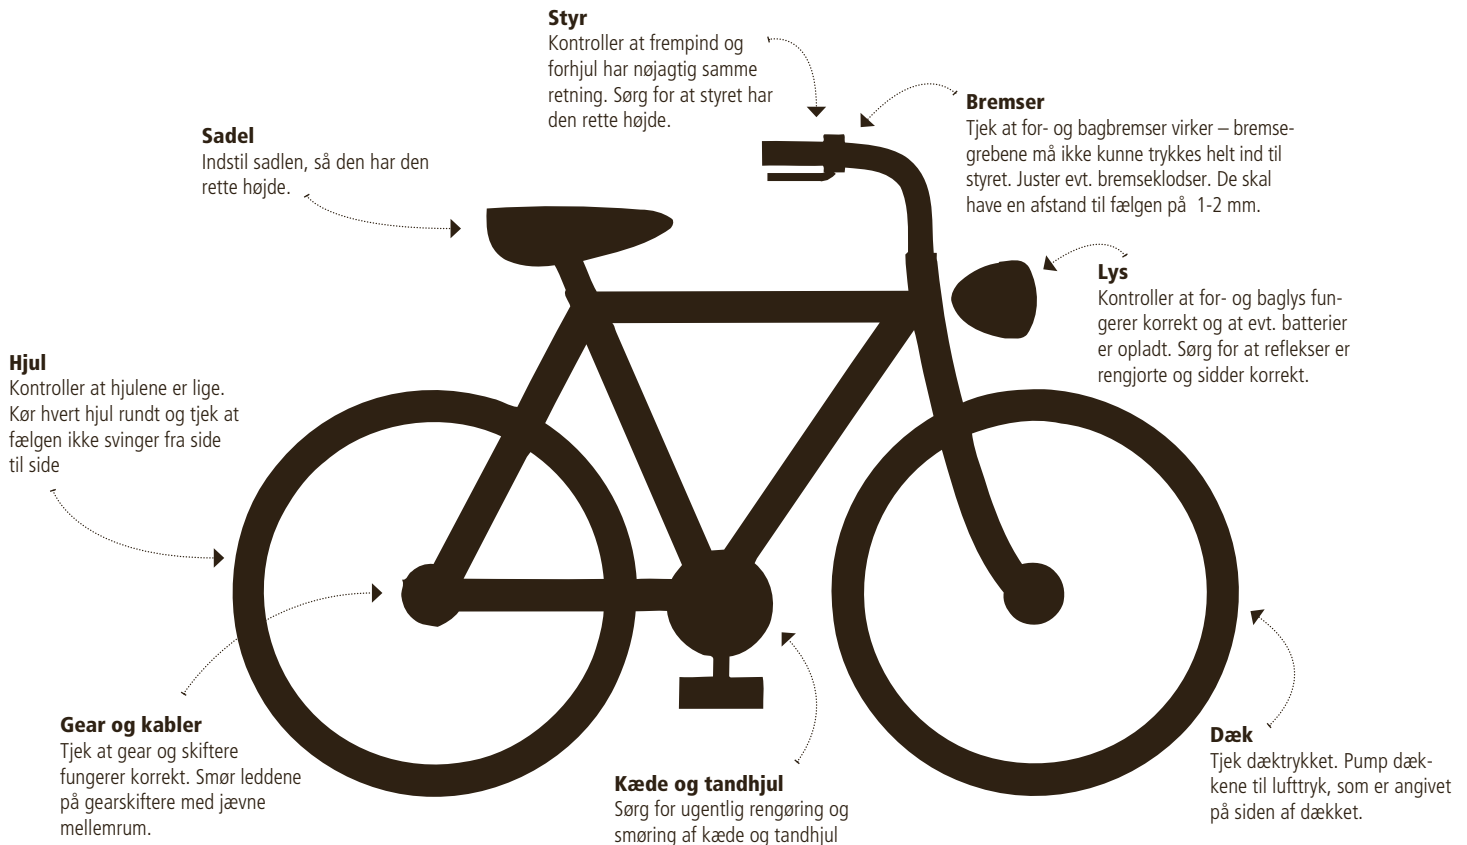 Styr
Kontroller at frempind og
forhjul har nøjagtig samme
retning. Sørg for at styret har
den rette højde.
Bremser
Tjek at for- og bagbremser virker – bremse-
grebene må ikke kunne trykkes helt ind til
styret. Juster evt. bremseklodser. De skal
have en afstand til fælgen på  1-2 mm.
Sadel
Indstil sadlen, så den har den
rette højde.
Lys
Kontroller at for- og baglys fun-
gerer korrekt og at evt. batterier
er opladt. Sørg for at reflekser er
rengjorte og sidder korrekt.
Hjul
Kontroller at hjulene er lige.
Kør hvert hjul rundt og tjek at
fælgen ikke svinger fra side
til side
Gear og kabler
Tjek at gear og skiftere
fungerer korrekt. Smør leddene
på gearskiftere med jævne
mellemrum.
Kæde og tandhjul
Sørg for ugentlig rengøring og
smøring af kæde og tandhjul
Dæk
Tjek dæktrykket. Pump dæk-
kene til lufttryk, som er angivet
på siden af dækket.